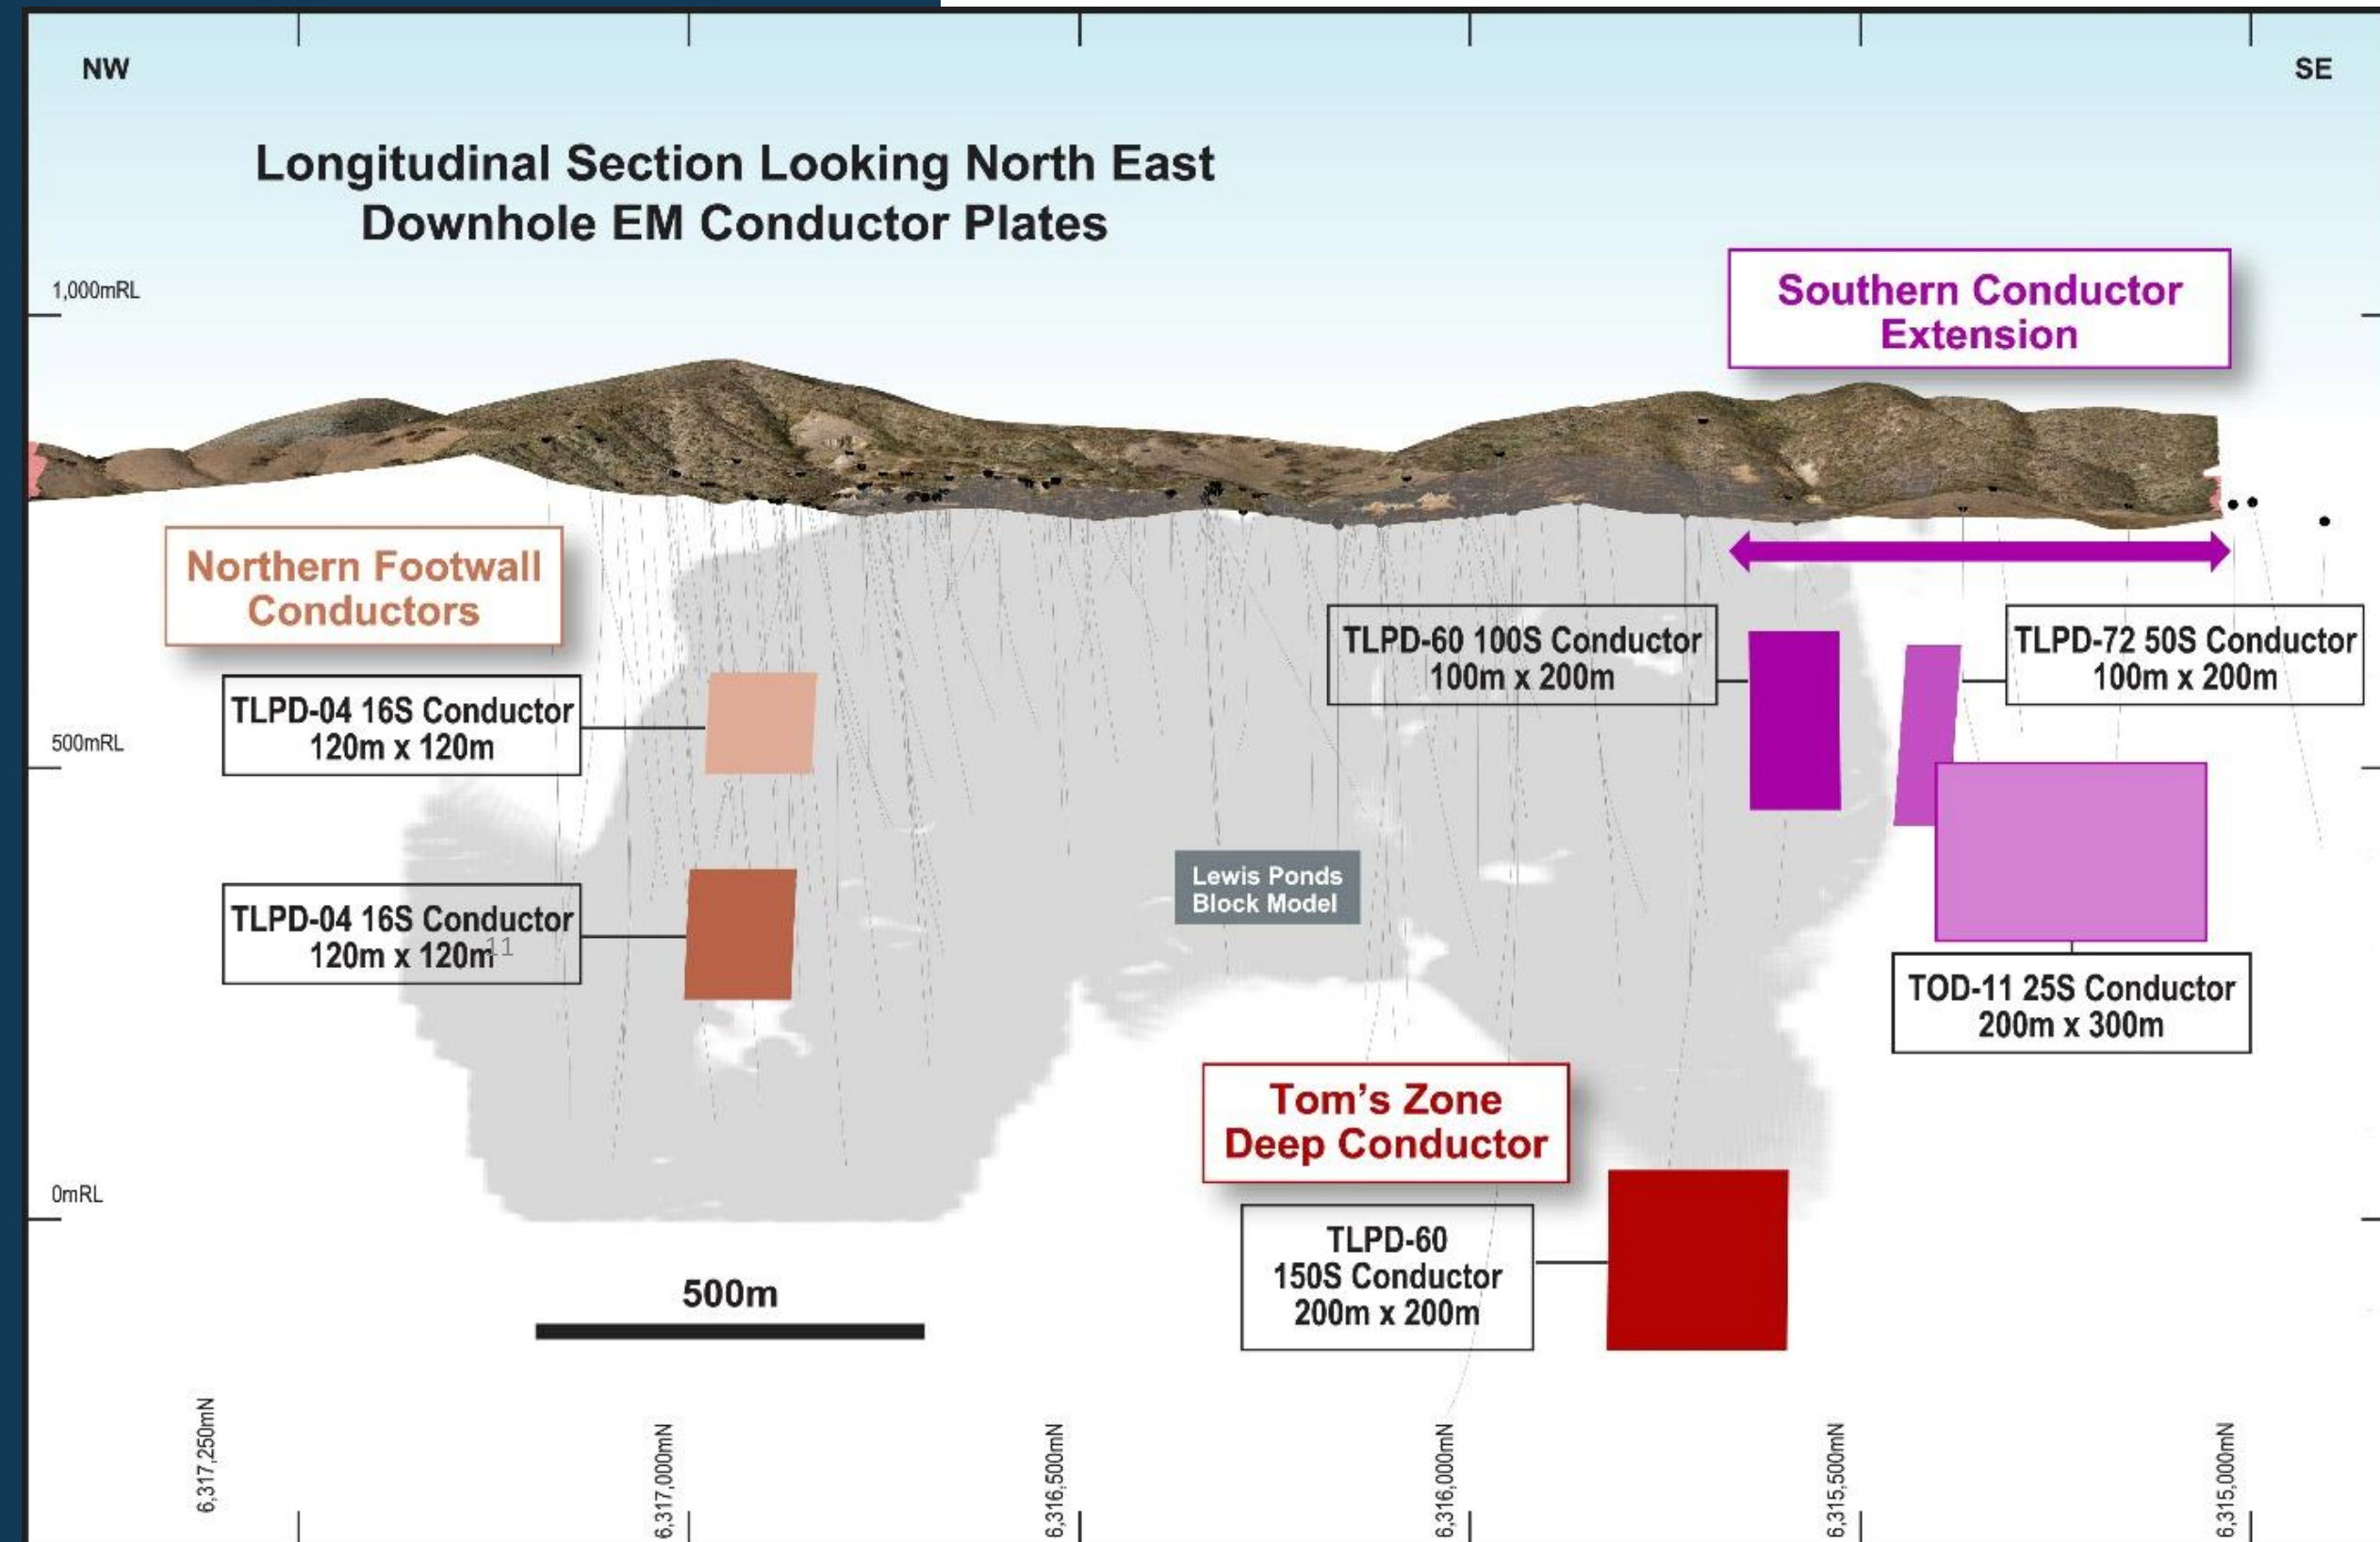 NW
SE
Longitudinal Section Looking North East
Downhole EM Conductor Plates
1,000mRL
Southern Conductor
Extension
Northern Footwall
Conductors
TLPD-60 100S Conductor
100m x 200m
TLPD-72 50S Conductor
100m x 200m
TLPD-04 16S Conductor
120m x 120m
500mRL
Lewis Ponds
Block Model
TLPD-04 16S Conductor
120m x 120m
11
TOD-11 25S Conductor
200m x 300m
Tom's Zone
Deep Conductor
0mRL
TLPD-60
150S Conductor
200m x 200m
500m
6,317,250mN
6,317,000mN
6,316,500mN
6,316,000mN
6,315,500mN
6,315,000mN